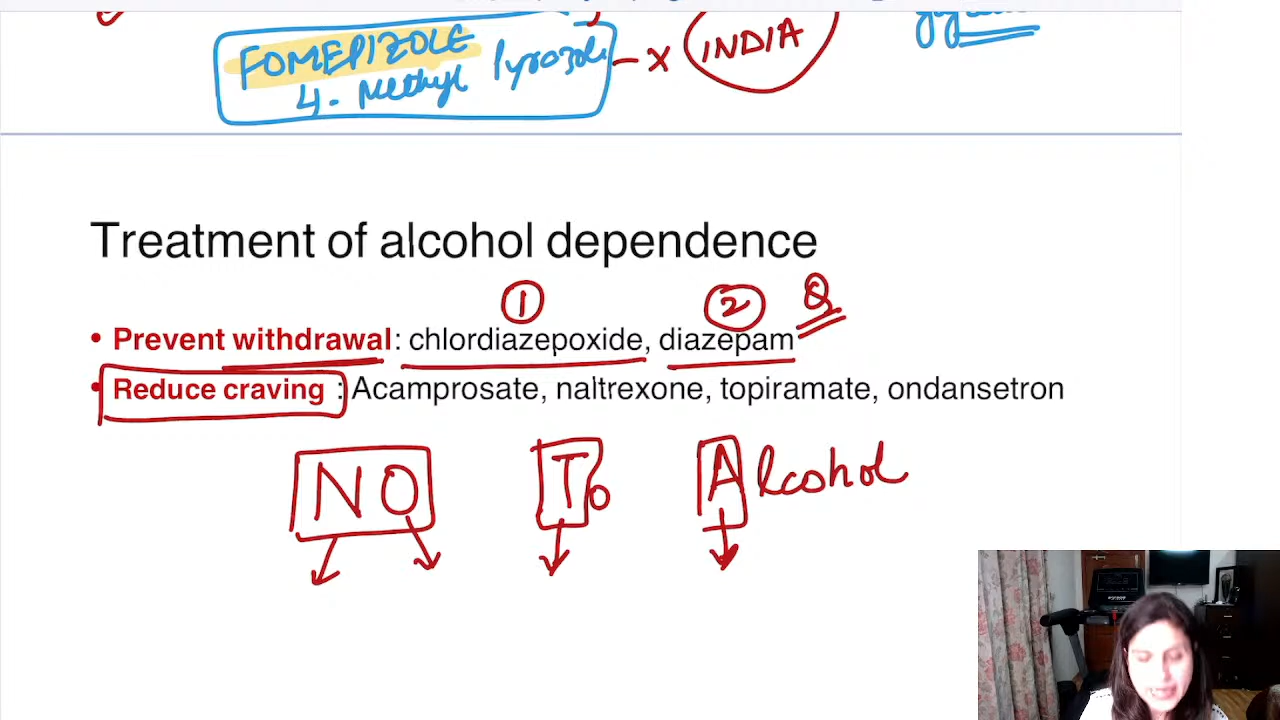 FOMEPIZOLE
4. Methyl Pyrozole - x INDIA
Treatment of alcohol dependence
1 2 Q
• Prevent withdrawal: chlordiazepoxide, diazepam
• Reduce craving : Acamprosate, naltrexone, topiramate, ondansetron
NO To Alcohol